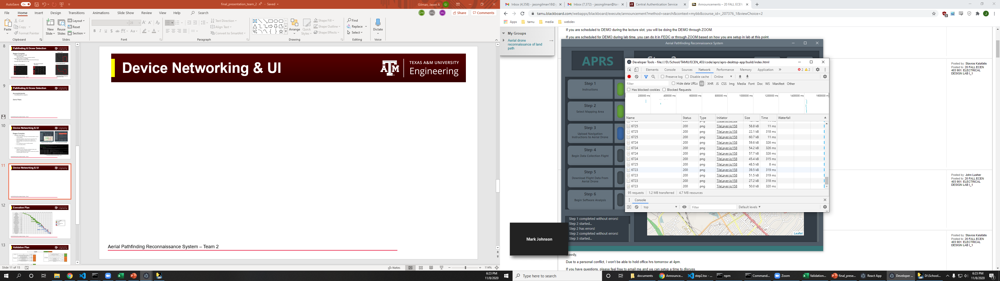 AutoSave On
final_presentation_team_2 - Saved
Gilman, Jason A GJ
File Home Insert Design Transitions Animations Slide Show Review View Help Search
DW MG MJ Share Comments
Paste Cut Copy Format Painter
New Slide Reuse Slides Layout Reset Section
28
Text Direction Align Text Convert to SmartArt
Arrange Quick Styles Shape Fill Shape Outline Shape Effects
Find Replace Select Dictate
Clipboard Slides Font Paragraph Drawing Editing Voice
8
Pathfinding & Drone Detection
9
Pathfinding & Drone Detection
Accomplishments:
Demo Plans:
10
Device Networking & UI
11
Device Networking & UI
12
Execution Plan
13
Validation Plan
Device Networking & UI
TEXAS A&M UNIVERSITY
Engineering
Aerial Pathfinding Reconnaissance System – Team 2
Slide 11 of 15
Notes
114%
6:23 PM
11/8/2020
Inbox (4,358) - jasongilman18@g
Inbox (7,372) - jasongilman@tam
Central Authentication Service
Announcements – 20 FALL ECEN
tamu.blackboard.com/webapps/blackboard/execute/announcement?method=search&context=mybb&course_id=_207376_1&viewChoice=2
Apps tamu media webdev
My Groups
Aerial drone
reconnaissance of land
path
If you are scheduled to DEMO during the lecture slot, you will be doing the DEMO through ZOOM.
If you are scheduled for DEMO during lab time, you can do it in FEDC or through ZOOM based on how you are setup in lab at this point.
Aerial Pathfinding Reconnaissance System
APRS
Step 1
Instructions
Step 2
Select Mapping Area
Step 3
Upload Navigation
Instructions to Aerial Drone
Step 4
Begin Data Collection Flight
Step 5
Download Flight Data From
Aerial Drone
Step 6
Begin Software Analysis
Step 1 completed without errors!
Step 2 started...
Step 2 has errors!
Step 2 completed without errors!
Step 3 started...
Mark Johnson
Developer Tools - file:///D:/School/TAMU/ECEN_403/code/aprs/aprs-desktop-app/build/index.html
Elements Console Sources Network Performance Memory Application » 2 2
Preserve log Disable cache Online
Filter Hide data URLs All XHR JS CSS Img Media Font Doc WS Manifest Other
Has blocked cookies Blocked Requests
200000 ms 400000 ms 600000 ms 800000 ms 1000000 ms 1200000 ms 1400000 ms 1600000 m
Name Status Type Initiator Size Time Waterfall
6725 200 png TileLayer.js:158 58.8 kB 11 ms
6725 200 png TileLayer.js:158 22.1 kB 318 ms
6725 200 png TileLayer.js:158 60.7 kB 11 ms
6724 200 png TileLayer.js:158 59.6 kB 326 ms
6724 200 png TileLayer.js:158 54.2 kB 326 ms
6724 200 png TileLayer.js:158 57.7 kB 326 ms
6724 200 png TileLayer.js:158 45.4 kB 315 ms
6725 200 png TileLayer.js:158 48.5 kB 8 ms
6723 200 png TileLayer.js:158 39.5 kB 319 ms
6723 200 png TileLayer.js:158 51.5 kB 319 ms
6723 200 png TileLayer.js:158 27.2 kB 318 ms
6723 200 png TileLayer.js:158 50.0 kB 320 ms
95 requests 1.2 MB transferred 4.7 MB resources
Console
top Filter Default levels
Leaflet
Posted by: Stavros Kalafatis
Posted to: 20 FALL ECEN
403 901: ELECTRICAL
DESIGN LAB I_1
Posted by: John Lusher
Posted to: 20 FALL ECEN
403 901: ELECTRICAL
DESIGN LAB I_1
Posted by: Stavros Kalafatis
Posted to: 20 FALL ECEN
403 901: ELECTRICAL
DESIGN LAB I_1
Howdy,
Due to a personal conflict, I won't be able to hold office hrs tomorrow at 4pm.
If you have questions, please feel free to email me and we can setup a time to discuss.
Type here to search
documents Announce... step2.tsx - ... npm Command... Zoom Validation... final_prese... React App Developer ... D:\School...
6:23 PM
11/8/2020